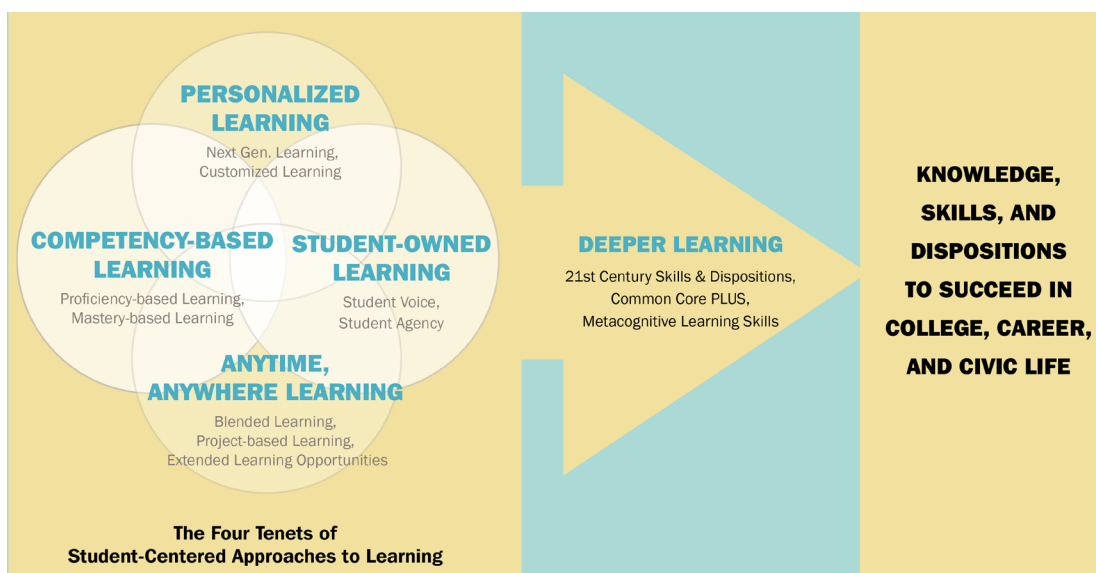 PERSONALIZED
LEARNING
Next Gen. Learning,
Customized Learning
COMPETENCY-BASED
LEARNING
Proficiency-based Learning,
Mastery-based Learning
STUDENT-OWNED
LEARNING
Student Voice,
Student Agency
ANYTIME,
ANYWHERE LEARNING
Blended Learning,
Project-based Learning,
Extended Learning Opportunities
The Four Tenets of
Student-Centered Approaches to Learning
DEEPER LEARNING
21st Century Skills & Dispositions,
Common Core PLUS,
Metacognitive Learning Skills
KNOWLEDGE,
SKILLS, AND
DISPOSITIONS
TO SUCCEED IN
COLLEGE, CAREER,
AND CIVIC LIFE